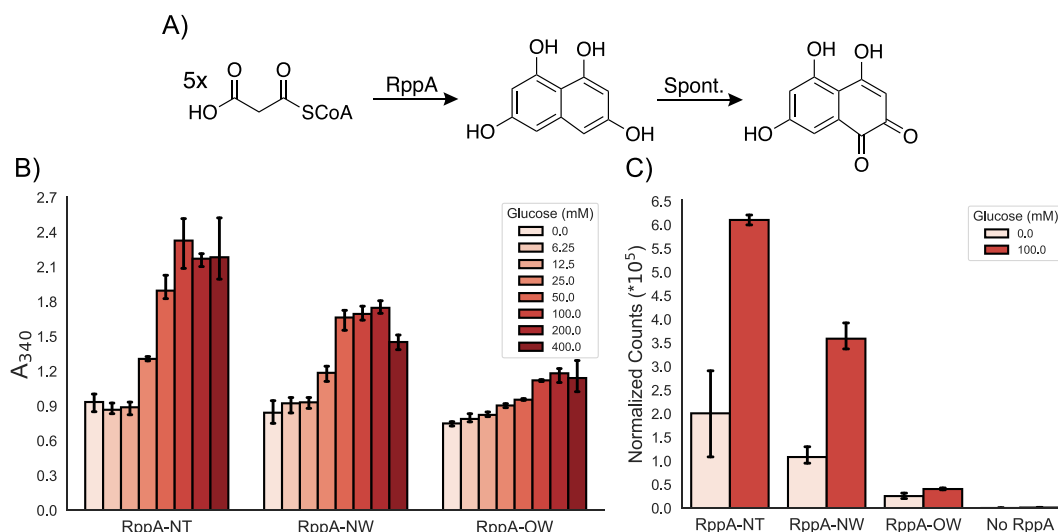 A)
5x
O O
HO SCoA
RppA
OH OH
HO OH
Spont.
OH OH
HO O
O
B)
2.7
2.4
2.1
1.8
1.5
1.2
0.9
0.6
0.3
0.0
A340
Glucose (mM)
0.0
6.25
12.5
25.0
50.0
100.0
200.0
400.0
RppA-NT RppA-NW RppA-OW
C)
6.5
6.0
5.5
5.0
4.5
4.0
3.5
3.0
2.5
2.0
1.5
1.0
0.5
0.0
Normalized Counts (*10⁵)
Glucose (mM)
0.0
100.0
RppA-NT RppA-NW RppA-OW No RppA